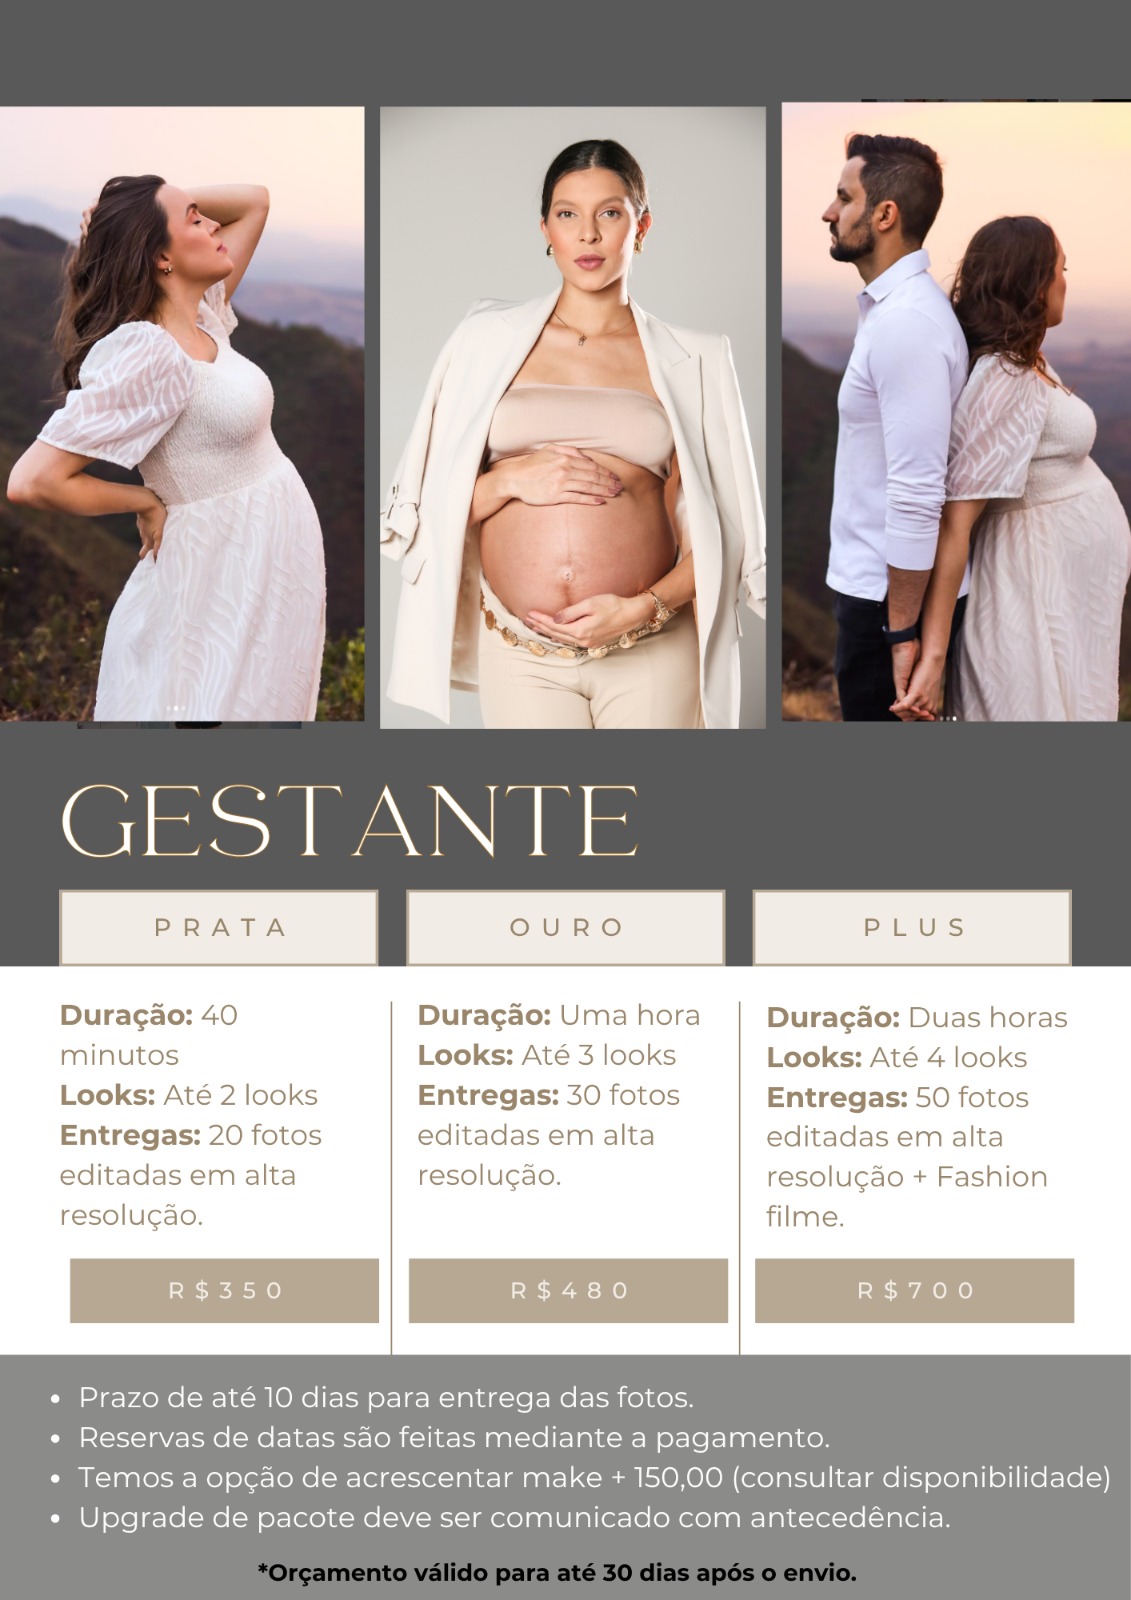 GESTANTE
PRATA
OURO
PLUS
Duração: 40
minutos
Looks: Até 2 looks
Entregas: 20 fotos
editadas em alta
resolução.
R$350
Duração: Uma hora
Looks: Até 3 looks
Entregas: 30 fotos
editadas em alta
resolução.
R$480
Duração: Duas horas
Looks: Até 4 looks
Entregas: 50 fotos
editadas em alta
resolução + Fashion
filme.
R$700
• Prazo de até 10 dias para entrega das fotos.
• Reservas de datas são feitas mediante a pagamento.
• Temos a opção de acrescentar make + 150,00 (consultar disponibilidade)
• Upgrade de pacote deve ser comunicado com antecedência.
*Orçamento válido para até 30 dias após o envio.